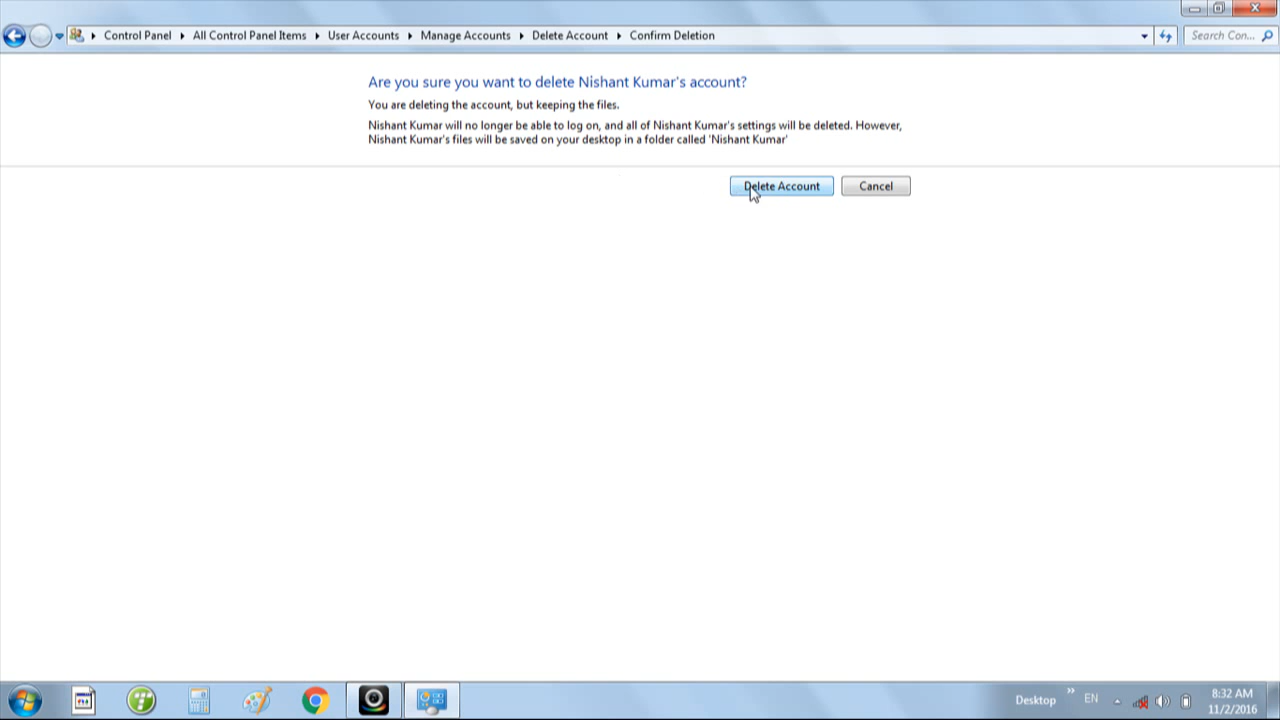 Control Panel ▸ All Control Panel Items ▸ User Accounts ▸ Manage Accounts ▸ Delete Account ▸ Confirm Deletion
Search Con...
Are you sure you want to delete Nishant Kumar's account?
You are deleting the account, but keeping the files.
Nishant Kumar will no longer be able to log on, and all of Nishant Kumar's settings will be deleted. However,
Nishant Kumar's files will be saved on your desktop in a folder called 'Nishant Kumar'
Delete Account
Cancel
Desktop
EN
8:32 AM
11/2/2016